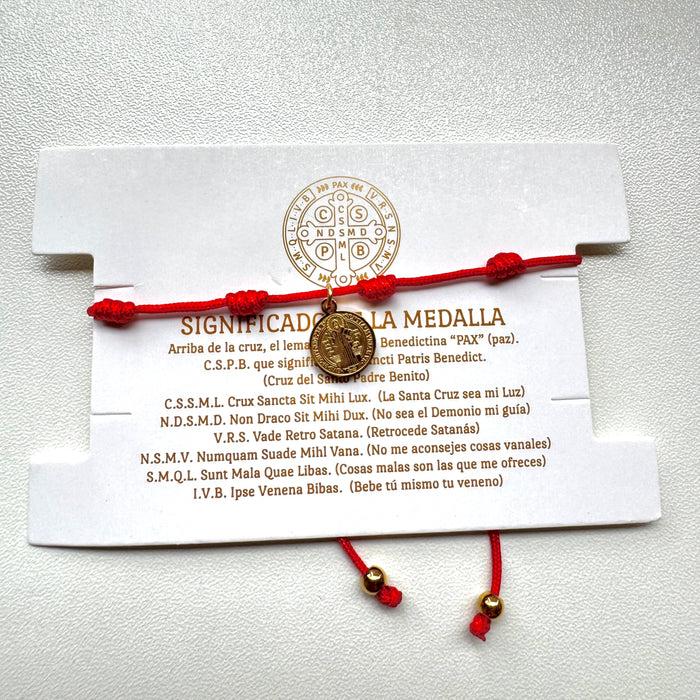 PAX
V.R.S.N.S.M.V
S.M.Q.L.I.V.B
C S
P B
C S S M L
N D S M D
SIGNIFICADO LA MEDALLA
Arriba de la cruz, el lema Benedictina “PAX” (paz).
C.S.P.B. que Patris Benedict.
(Cruz del Padre Benito)
C.S.S.M.L. Crux Sancta Sit Mihi Lux. (La Santa Cruz sea mi Luz)
N.D.S.M.D. Non Draco Sit Mihi Dux. (No sea el Demonio mi guía)
V.R.S. Vade Retro Satana. (Retrocede Satanás)
N.S.M.V. Numquam Suade Mihl Vana. (No me aconsejes cosas vanales)
S.M.Q.L. Sunt Mala Quae Libas. (Cosas malas son las que me ofreces)
I.V.B. Ipse Venena Bibas. (Bebe tú mismo tu veneno)